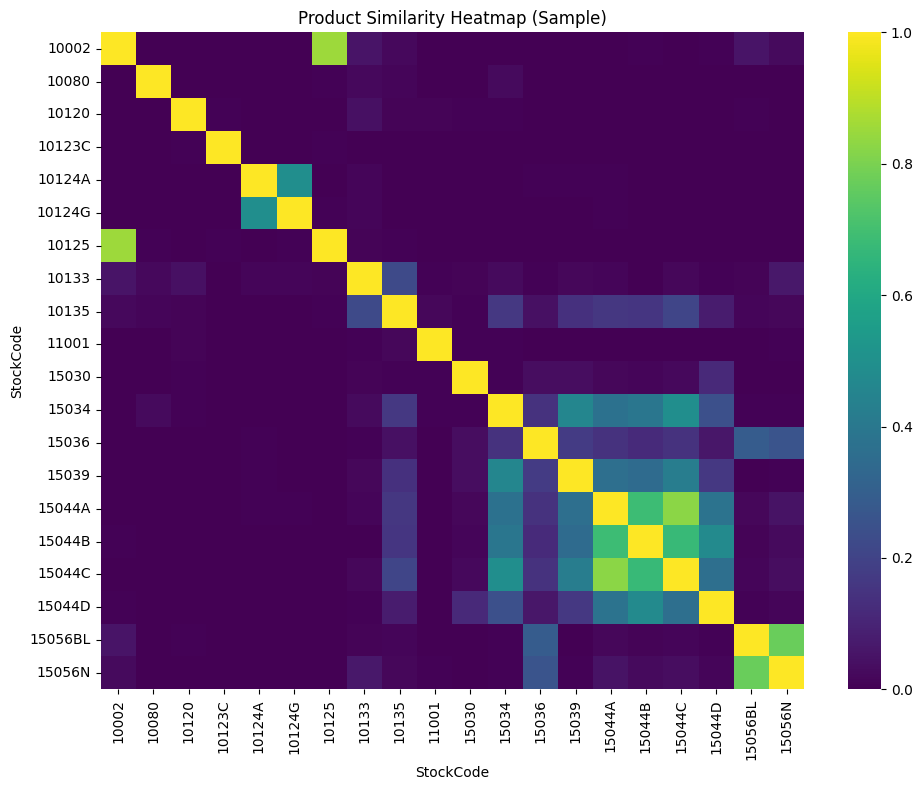 Product Similarity Heatmap (Sample)
StockCode
10002
10080
10120
10123C
10124A
10124G
10125
10133
10135
11001
15030
15034
15036
15039
15044A
15044B
15044C
15044D
15056BL
15056N
10002
10080
10120
10123C
10124A
10124G
10125
10133
10135
11001
15030
15034
15036
15039
15044A
15044B
15044C
15044D
15056BL
15056N
StockCode
1.0
0.8
0.6
0.4
0.2
0.0